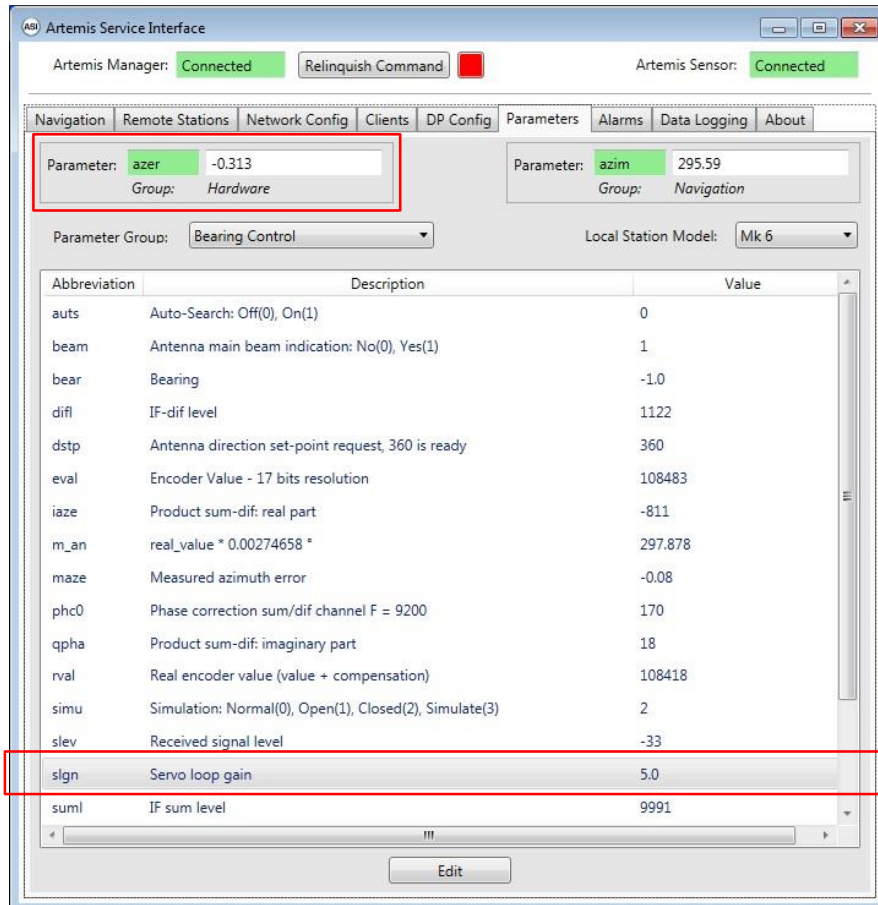 ASI Artemis Service Interface
Artemis Manager: Connected Relinquish Command Artemis Sensor: Connected
Navigation Remote Stations Network Config Clients DP Config Parameters Alarms Data Logging About
Parameter: azer -0.313 Parameter: azim 295.59
Group: Hardware Group: Navigation
Parameter Group: Bearing Control Local Station Model: Mk 6
Abbreviation Description Value
auts Auto-Search: Off(0), On(1) 0
beam Antenna main beam indication: No(0), Yes(1) 1
bear Bearing -1.0
difl IF-dif level 1122
dstp Antenna direction set-point request, 360 is ready 360
eval Encoder Value - 17 bits resolution 108483
iaze Product sum-dif: real part -811
m_an real_value * 0.00274658 ° 297.878
maze Measured azimuth error -0.08
phc0 Phase correction sum/dif channel F = 9200 170
qpha Product sum-dif: imaginary part 18
rval Real encoder value (value + compensation) 108418
simu Simulation: Normal(0), Open(1), Closed(2), Simulate(3) 2
slev Received signal level -33
slgn Servo loop gain 5.0
suml IF sum level 9991
Edit